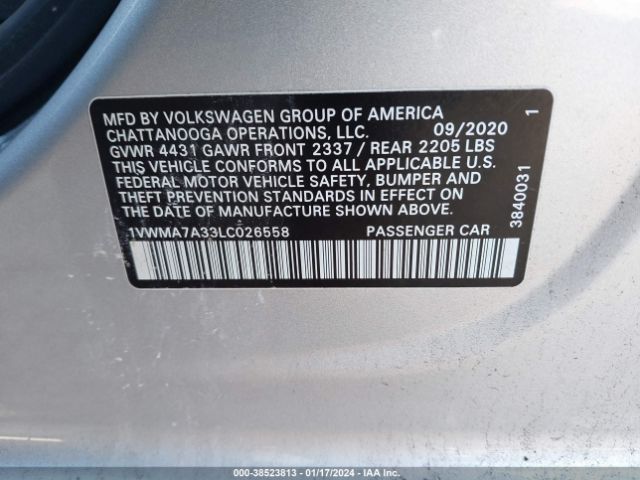 MFD BY VOLKSWAGEN GROUP OF AMERICA
CHATTANOOGA OPERATIONS, LLC. 09/2020
GVWR 4431 GAWR FRONT 2337 / REAR 2205 LBS
THIS VEHICLE CONFORMS TO ALL APPLICABLE U.S.
FEDERAL MOTOR VEHICLE SAFETY, BUMPER AND
THEFT PREVENTION STANDARDS IN EFFECT ON
THE DATE OF MANUFACTURE SHOWN ABOVE.
1VWMA7A33LC026558 PASSENGER CAR
3840031 1
000-38523813 - 01/17/2024 - IAA Inc.